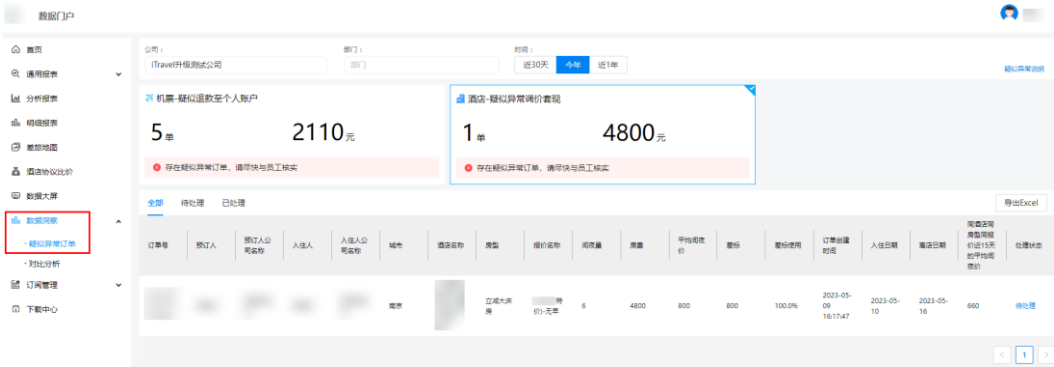 数据门户
首页
通用报表
分析报表
明细报表
差旅地图
酒店协议比价
数据大屏
数据洞察
· 疑似异常订单
· 对比分析
订阅管理
下载中心
公司：
部门：
时间：
iTravel升级测试公司
部门
近30天 今年 近1年
疑似异常说明
机票-疑似退款至个人账户
5单 2110元
存在疑似异常订单，请尽快与员工核实
酒店-疑似异常调价套现
1单 4800元
存在疑似异常订单，请尽快与员工核实
全部 待处理 已处理
导出Excel
订单号 预订人 预订人公司名称 入住人 入住人公司名称 城市 酒店名称 房型 报价名称 间夜量 房费 平均间夜价 差标 差标使用 订单创建时间 入住日期 离店日期 同酒店同房型同报价近15天的平均间夜价 处理状态
南京 立减大床房 特价)-无早 6 4800 800 800 100.0% 2023-05-09 16:17:47 2023-05-10 2023-05-16 660 待处理
1